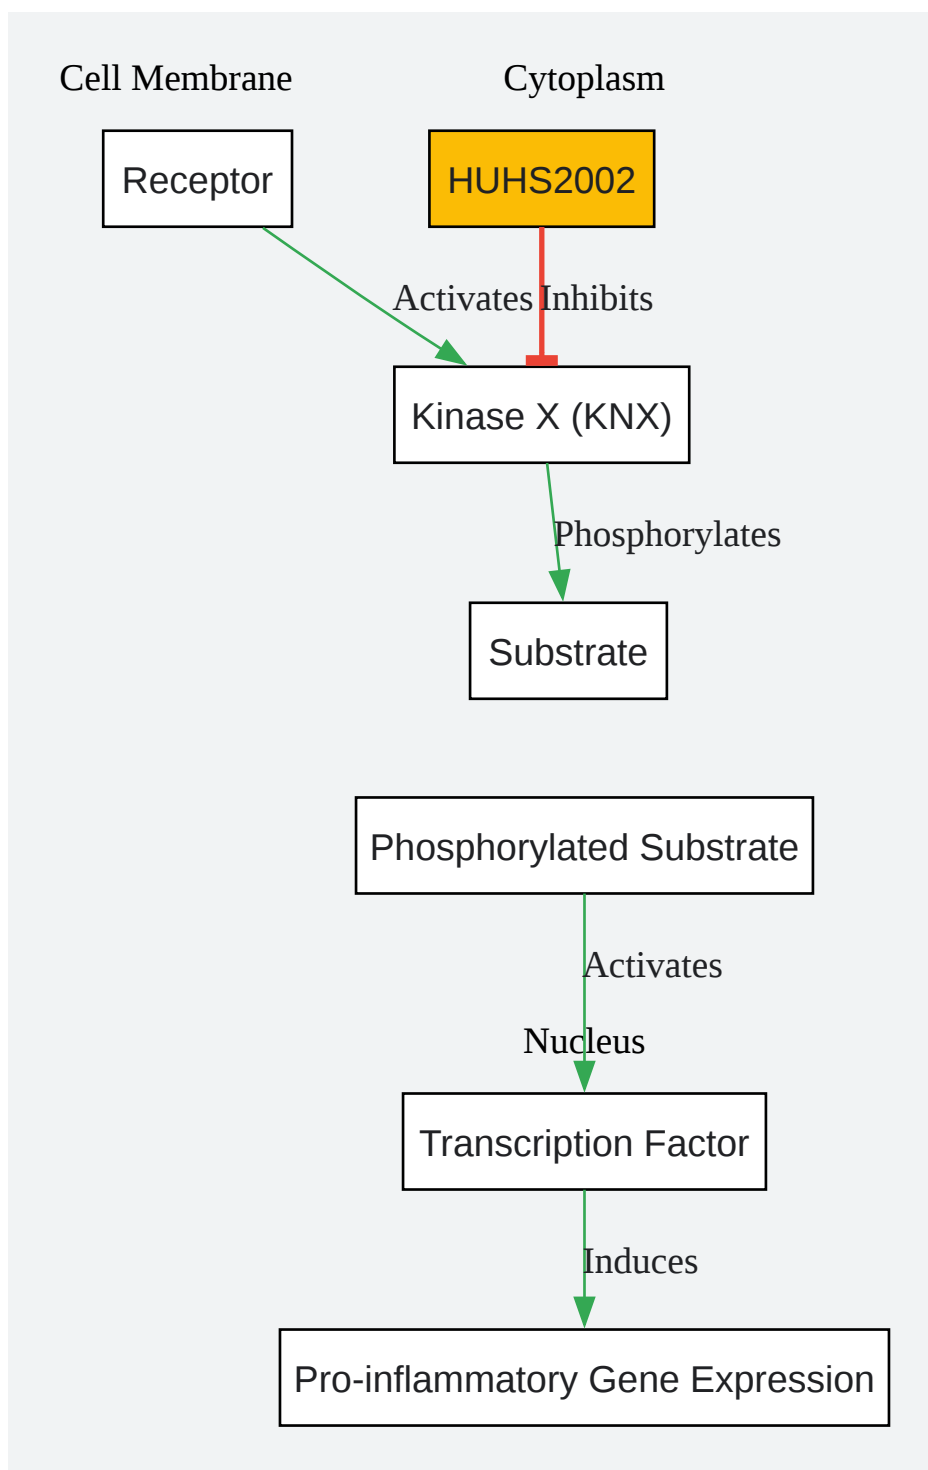 Cell Membrane
Cytoplasm
Receptor
HUHS2002
Activates
Inhibits
Kinase X (KNX)
Phosphorylates
Substrate
Phosphorylated Substrate
Activates
Nucleus
Transcription Factor
Induces
Pro-inflammatory Gene Expression